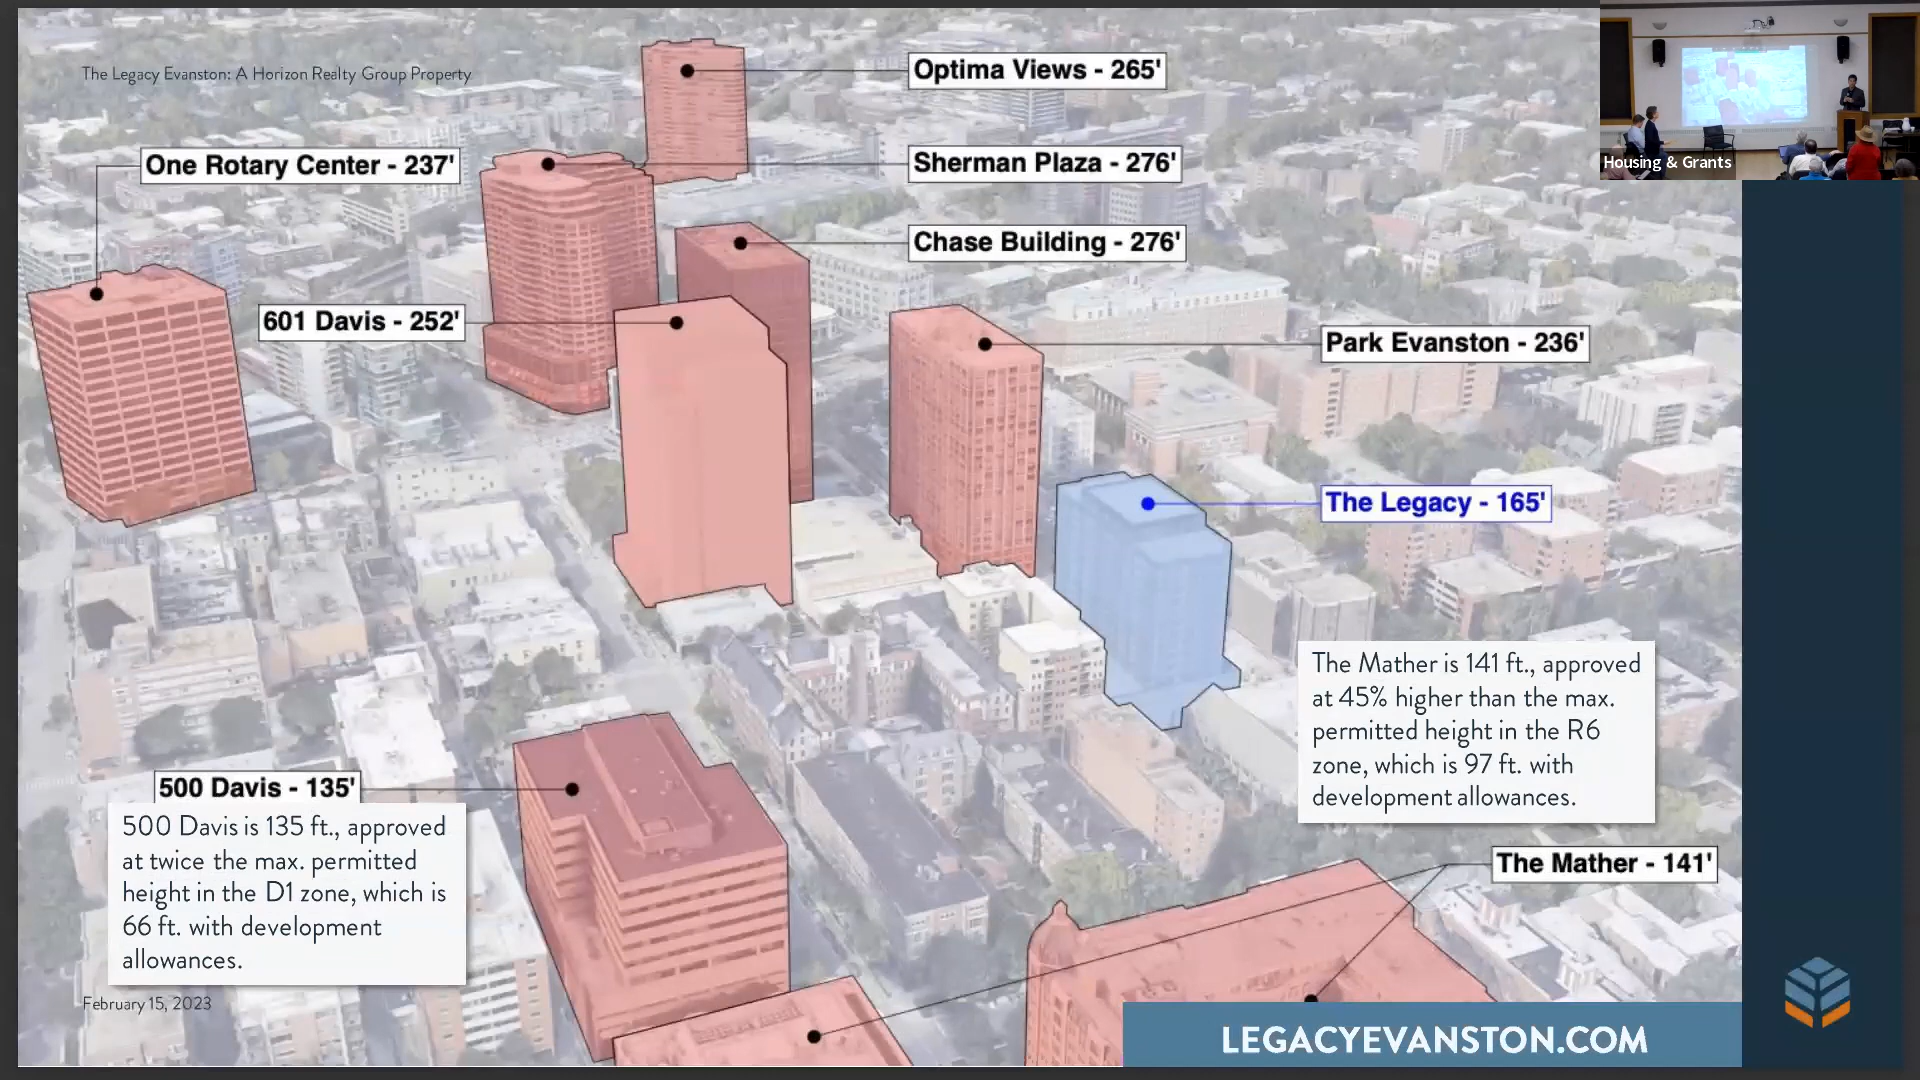 The Legacy Evanston: A Horizon Realty Group Property
Optima Views - 265'
One Rotary Center - 237'
Sherman Plaza - 276'
Chase Building - 276'
601 Davis - 252'
Park Evanston - 236'
The Legacy - 165'
The Mather is 141 ft., approved
at 45% higher than the max.
permitted height in the R6
zone, which is 97 ft. with
development allowances.
500 Davis - 135'
500 Davis is 135 ft., approved
at twice the max. permitted
height in the D1 zone, which is
66 ft. with development
allowances.
The Mather - 141'
February 15, 2023
LEGACYEVANSTON.COM
Housing & Grants